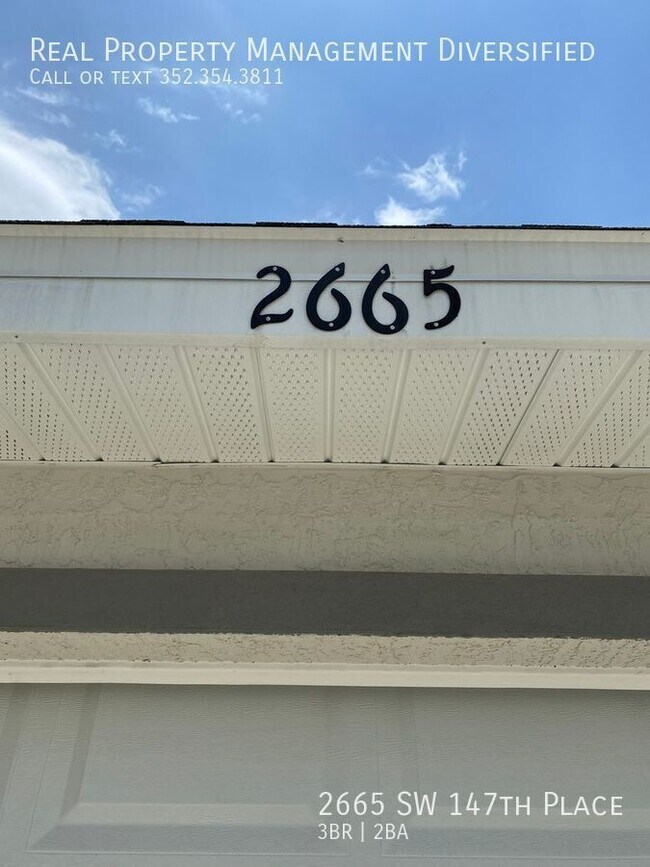 Real Property Management Diversified
Call or text 352.354.3811
2665
2665 SW 147th Place
3BR | 2BA